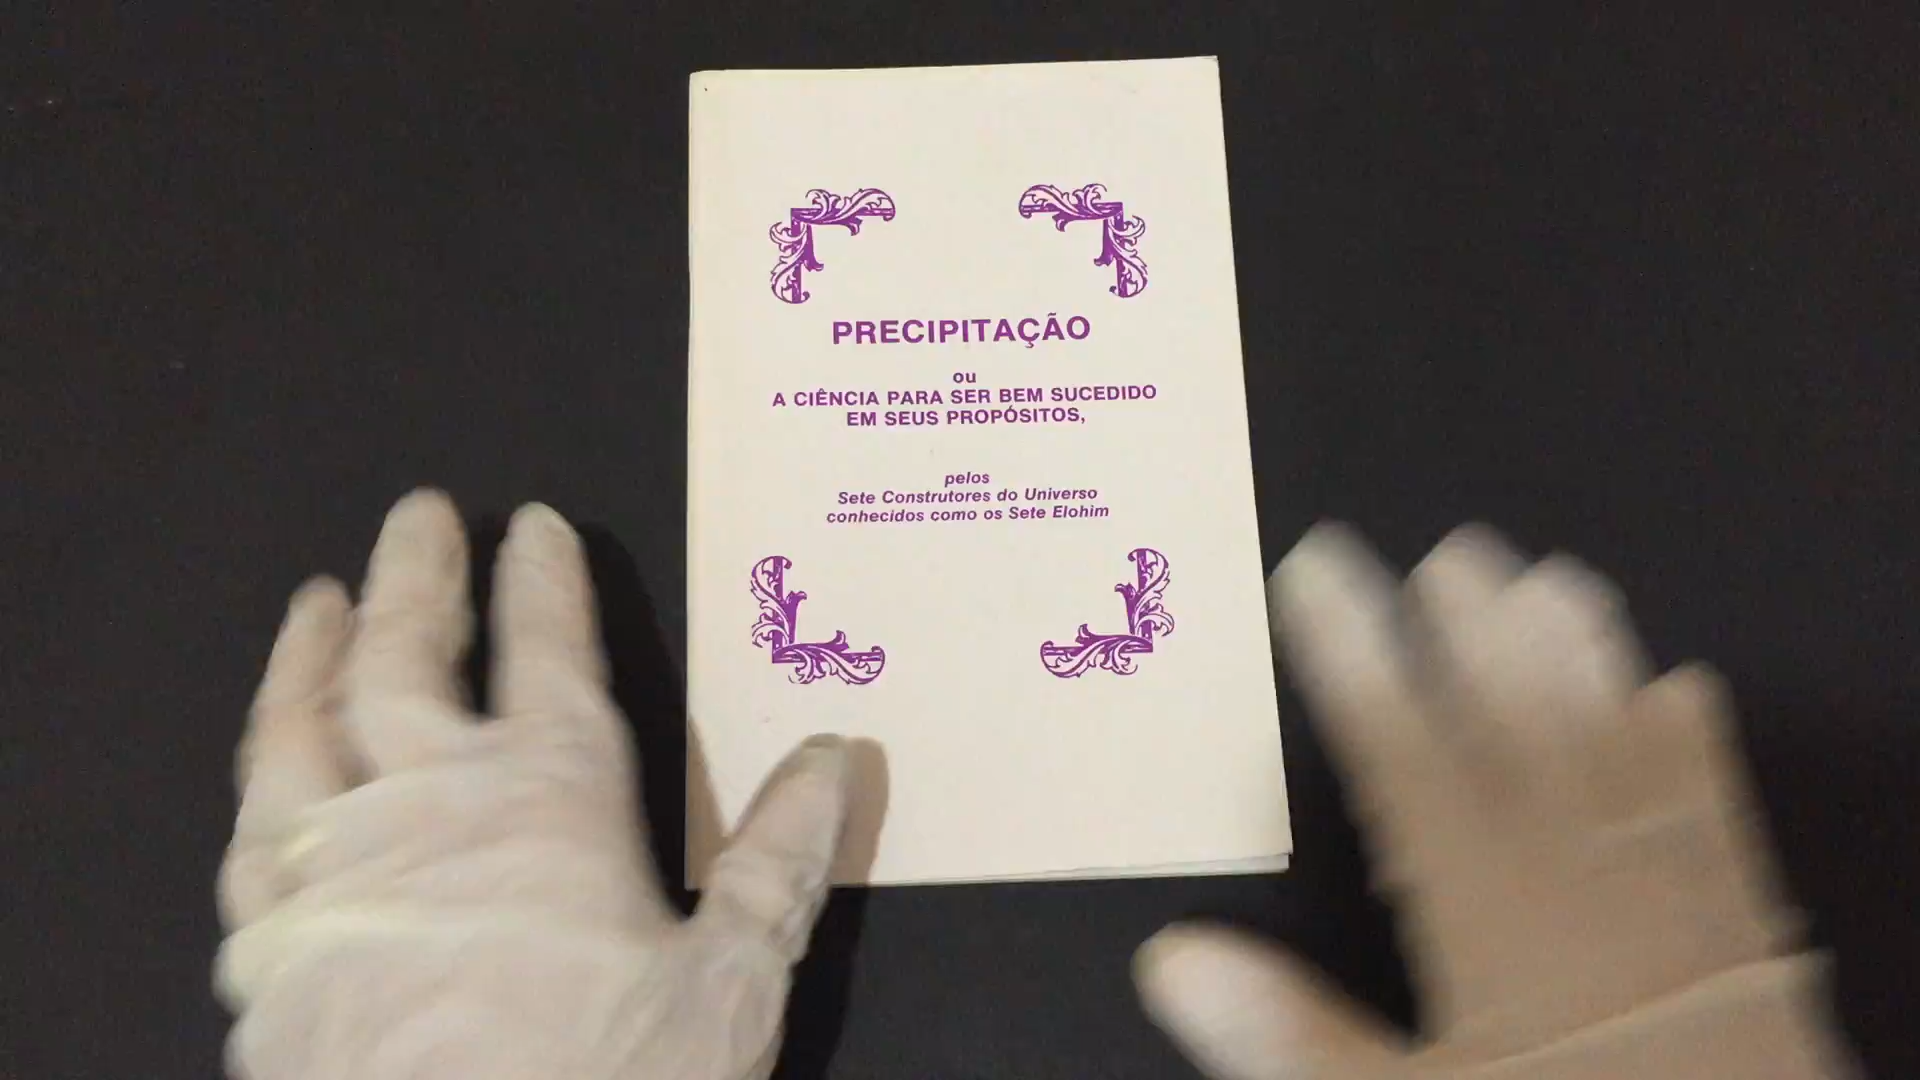 PRECIPITAÇÃO
ou
A CIÊNCIA PARA SER BEM SUCEDIDO
EM SEUS PROPÓSITOS,
pelos
Sete Construtores do Universo
conhecidos como os Sete Elohim